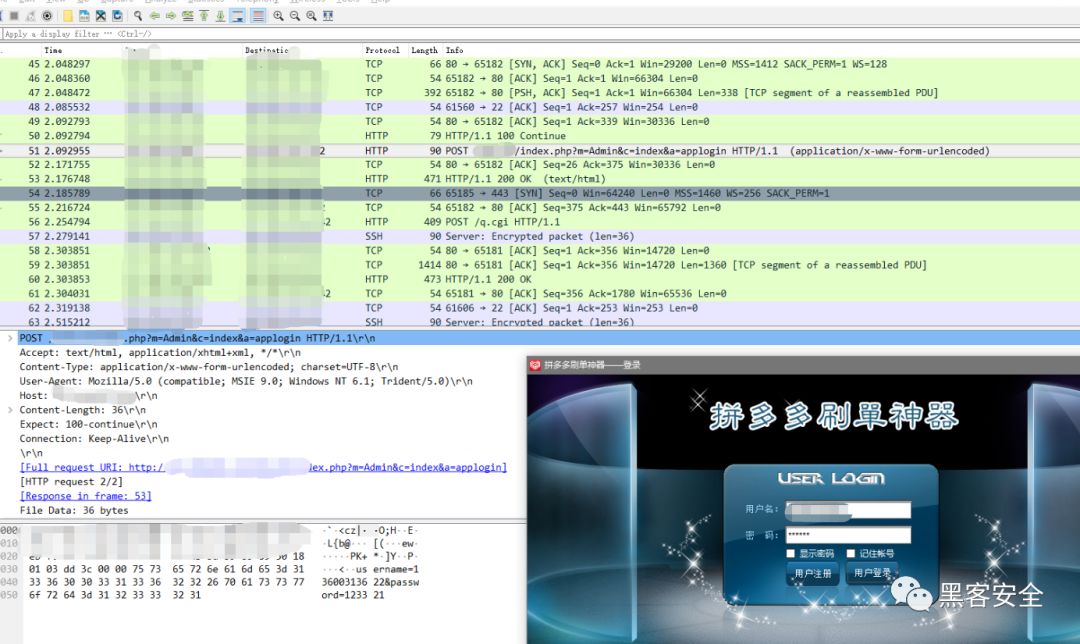 Apply a display filter ··· <Ctrl-/>
Time Destination Protocol Length Info
45 2.048297 TCP 66 80 → 65182 [SYN, ACK] Seq=0 Ack=1 Win=29200 Len=0 MSS=1412 SACK_PERM=1 WS=128
46 2.048360 TCP 54 65182 → 80 [ACK] Seq=1 Ack=1 Win=66304 Len=0
47 2.048472 TCP 392 65182 → 80 [PSH, ACK] Seq=1 Ack=1 Win=66304 Len=338 [TCP segment of a reassembled PDU]
48 2.085532 TCP 54 61560 → 22 [ACK] Seq=1 Ack=257 Win=254 Len=0
49 2.092793 TCP 54 80 → 65182 [ACK] Seq=1 Ack=339 Win=30336 Len=0
50 2.092794 HTTP 79 HTTP/1.1 100 Continue
51 2.092955 2 HTTP 90 POST /index.php?m=Admin&c=index&a=applogin HTTP/1.1 (application/x-www-form-urlencoded)
52 2.171755 TCP 54 80 → 65182 [ACK] Seq=26 Ack=375 Win=30336 Len=0
53 2.176748 HTTP 471 HTTP/1.1 200 OK (text/html)
54 2.185789 TCP 66 65185 → 443 [SYN] Seq=0 Win=64240 Len=0 MSS=1460 WS=256 SACK_PERM=1
55 2.216724 TCP 54 65182 → 80 [ACK] Seq=375 Ack=443 Win=65792 Len=0
56 2.254794 42 HTTP 409 POST /q.cgi HTTP/1.1
57 2.279141 SSH 90 Server: Encrypted packet (len=36)
58 2.303851 TCP 54 80 → 65181 [ACK] Seq=1 Ack=356 Win=14720 Len=0
59 2.303851 TCP 1414 80 → 65181 [ACK] Seq=1 Ack=356 Win=14720 Len=1360 [TCP segment of a reassembled PDU]
60 2.303853 HTTP 473 HTTP/1.1 200 OK
61 2.304031 42 TCP 54 65181 → 80 [ACK] Seq=356 Ack=1780 Win=65536 Len=0
62 2.319138 TCP 54 61606 → 22 [ACK] Seq=1 Ack=253 Win=253 Len=0
63 2.515212 SSH 90 Server: Encrypted packet (len=36)
POST .php?m=Admin&c=index&a=applogin HTTP/1.1\r\n
Accept: text/html, application/xhtml+xml, */*\r\n
Content-Type: application/x-www-form-urlencoded; charset=UTF-8\r\n
User-Agent: Mozilla/5.0 (compatible; MSIE 9.0; Windows NT 6.1; Trident/5.0)\r\n
Host: \r\n
Content-Length: 36\r\n
Expect: 100-continue\r\n
Connection: Keep-Alive\r\n
\r\n
[Full request URI: http:/ dex.php?m=Admin&c=index&a=applogin]
[HTTP request 2/2]
[Response in frame: 53]
File Data: 36 bytes
000 ·`·<cz|· ·O;H··E·
010 ·L{b@··· [(···ew
020 50 18 ·····PK+ *·]Y··P·
030 01 03 dd 3c 00 00 75 73 65 72 6e 61 6d 65 3d 31 ···<··us ername=1
040 33 36 30 30 33 31 33 36 32 32 26 70 61 73 73 77 36003136 22&passw
050 6f 72 64 3d 31 32 33 33 32 31 ord=1233 21
拼多多刷单神器——登录
拼多多刷單神器
USER LOGIN
用户名:
密 码: ******
显示密码 记住帐号
用户注册 用户登录
黑客安全